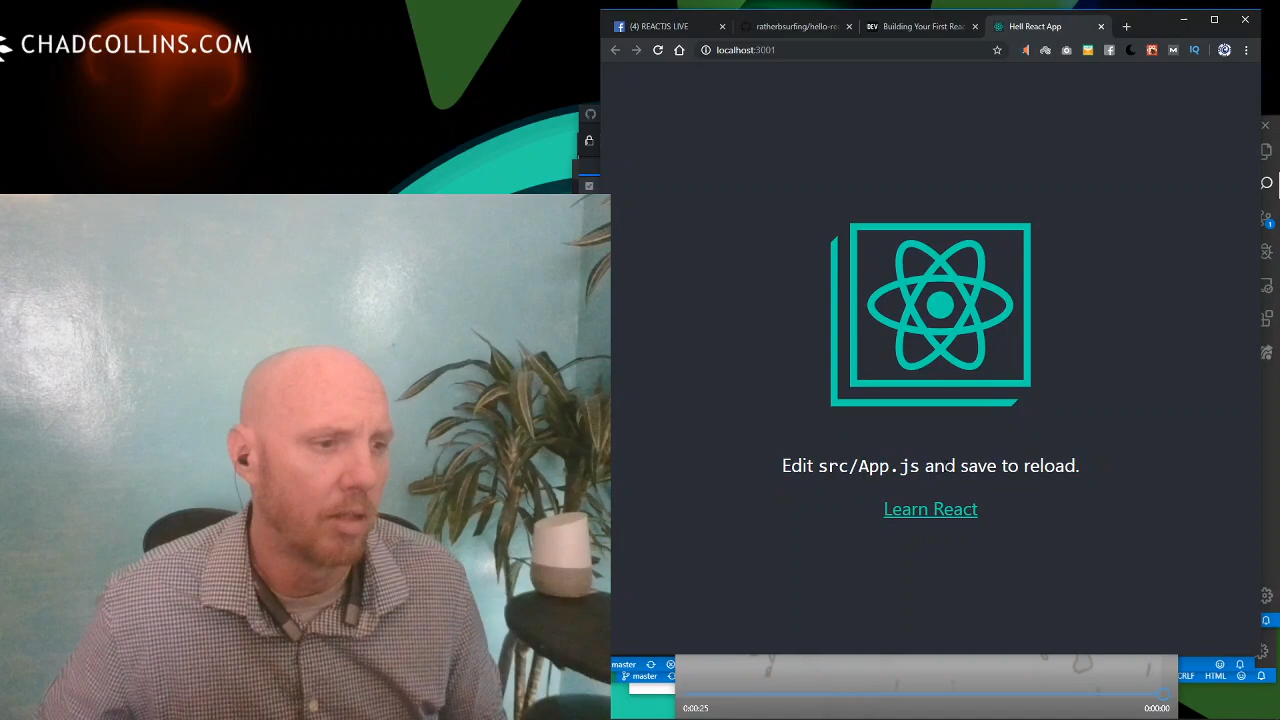 CHADCOLLINS.COM
(4) REACTJS LIVE
ratherbsurfing/hello-re
DEV Building Your First Reac
Hell React App
localhost:3001
M
IQ
1
Edit src/App.js and save to reload.
Learn React
master
master
CRLF HTML
0:00:25
0:00:00